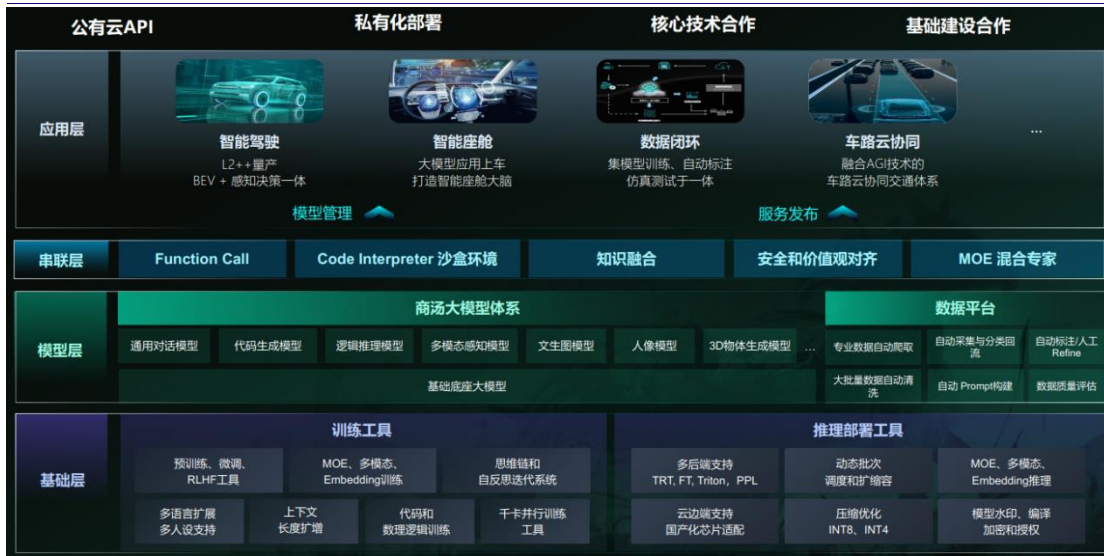 公有云API
私有化部署
核心技术合作
基础建设合作
应用层
智能驾驶
L2++量产
BEV + 感知决策一体
智能座舱
大模型应用上车
打造智能座舱大脑
数据闭环
集模型训练、自动标注
仿真测试于一体
车路云协同
融合AGI技术的
车路云协同交通体系
...
模型管理
服务发布
串联层
Function Call
Code Interpreter 沙盒环境
知识融合
安全和价值观对齐
MOE 混合专家
模型层
商汤大模型体系
通用对话模型
代码生成模型
逻辑推理模型
多模态感知模型
文生图模型
人像模型
3D物体生成模型
...
基础底座大模型
数据平台
专业数据自动爬取
自动采集与分类回
流
自动标注/人工
Refine
大批量数据自动清
洗
自动 Prompt构建
数据质量评估
基础层
训练工具
预训练、微调、
RLHF工具
MOE、多模态、
Embedding训练
思维链和
自反思迭代系统
多语言扩展
多人设支持
上下文
长度扩增
代码和
数理逻辑训练
千卡并行训练
工具
推理部署工具
多后端支持
TRT, FT, Triton，PPL
动态批次
调度和扩缩容
MOE、多模态、
Embedding推理
云边端支持
国产化芯片适配
压缩优化
INT8、INT4
模型水印、编译
加密和授权